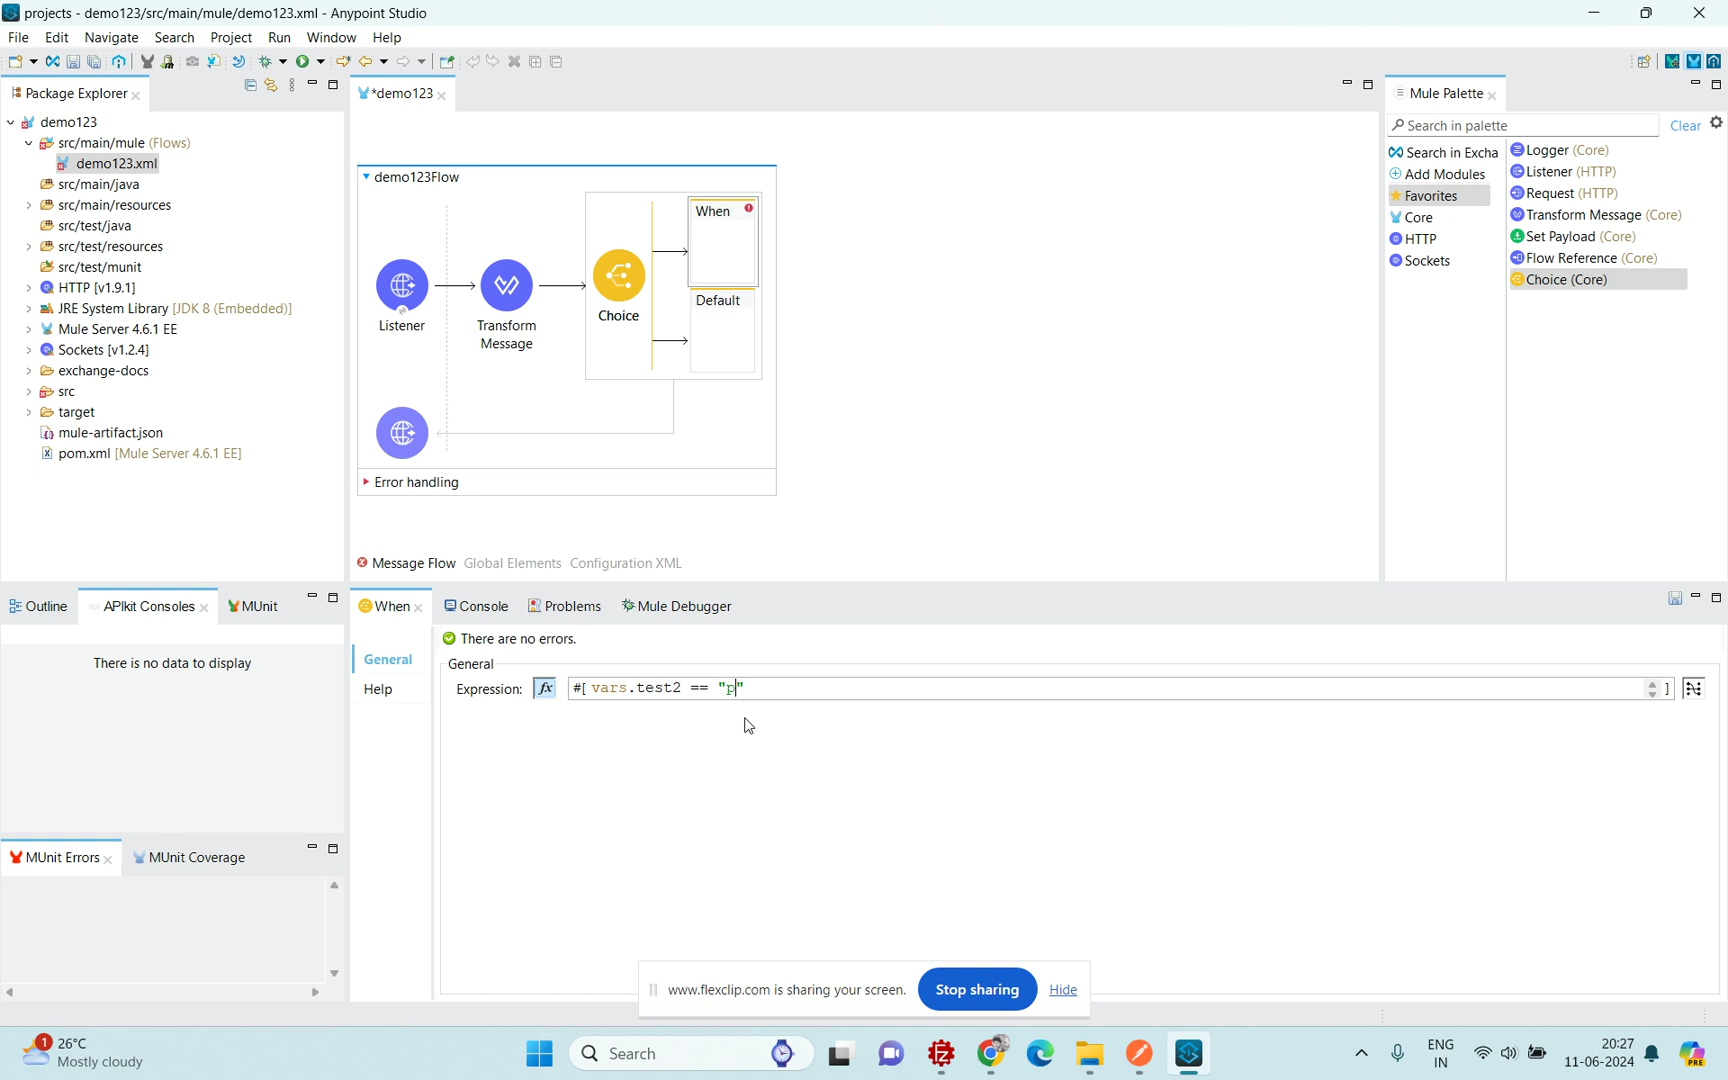 projects - demo123/src/main/mule/demo123.xml - Anypoint Studio
File Edit Navigate Search Project Run Window Help
Package Explorer
*demo123
Mule Palette
demo123
src/main/mule (Flows)
demo123.xml
src/main/java
src/main/resources
src/test/java
src/test/resources
src/test/munit
HTTP [v1.9.1]
JRE System Library [JDK 8 (Embedded)]
Mule Server 4.6.1 EE
Sockets [v1.2.4]
exchange-docs
src
target
mule-artifact.json
pom.xml [Mule Server 4.6.1 EE]
demo123Flow
When
Default
Choice
Listener
Transform
Message
Error handling
Message Flow Global Elements Configuration XML
Search in palette
Clear
Search in Excha
Add Modules
Favorites
Core
HTTP
Sockets
Logger (Core)
Listener (HTTP)
Request (HTTP)
Transform Message (Core)
Set Payload (Core)
Flow Reference (Core)
Choice (Core)
Outline
APIkit Consoles
MUnit
There is no data to display
MUnit Errors
MUnit Coverage
When
Console
Problems
Mule Debugger
There are no errors.
General
Help
General
Expression: fx #[ vars.test2 == "p" ]
www.flexclip.com is sharing your screen. Stop sharing Hide
1
26°C
Mostly cloudy
Search
ENG
IN
20:27
11-06-2024
PRE